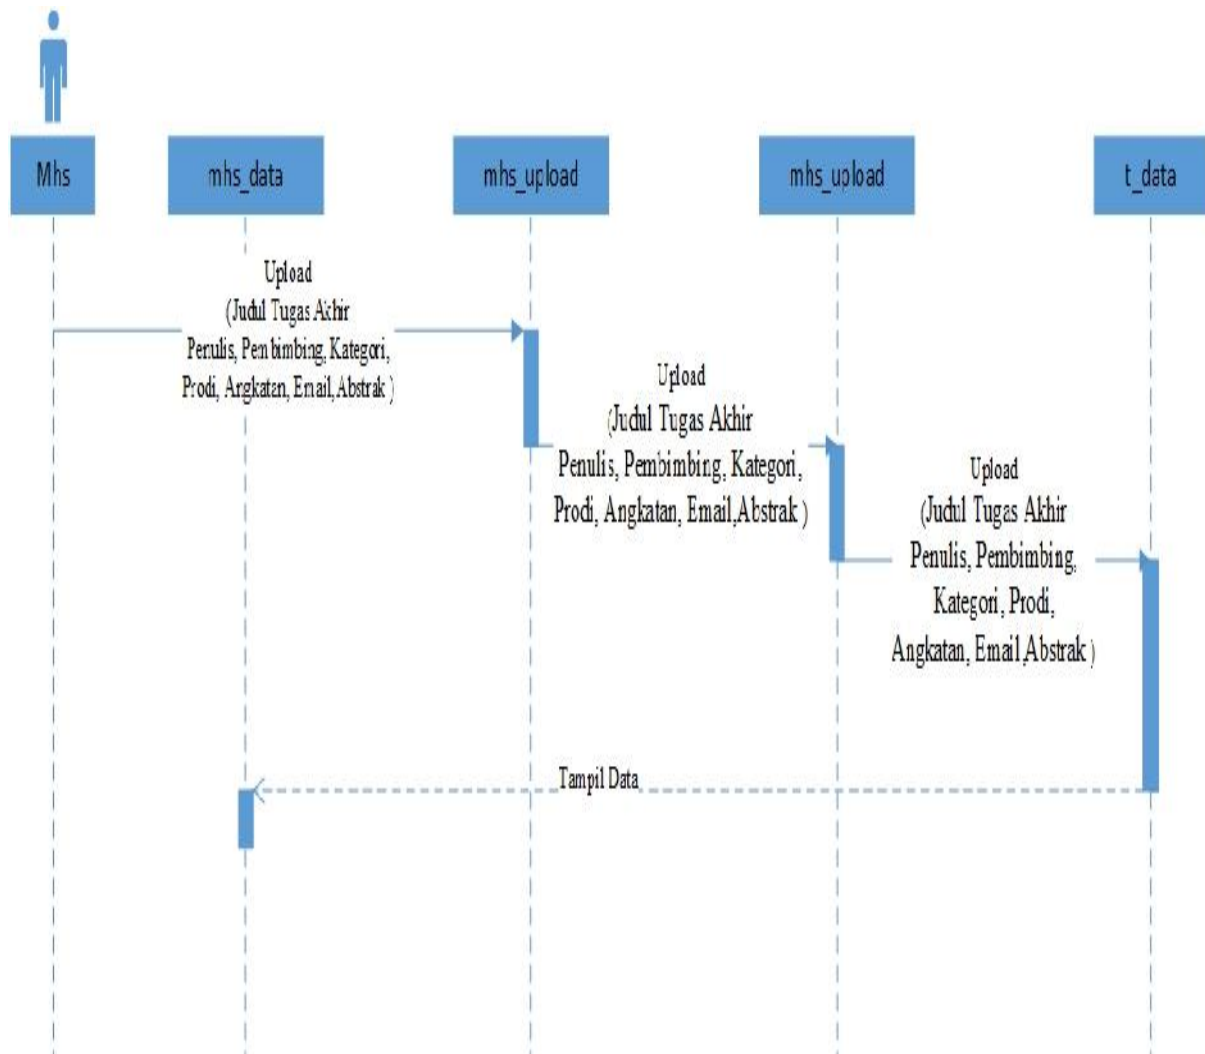 Mhs
mhs_data
mhs_upload
mhs_upload
t_data
Upload
(Judul Tugas Akhir
Penulis, Pembimbing, Kategori,
Prodi, Angkatan, Email,Abstrak )
Upload
(Judul Tugas Akhir
Penulis, Pembimbing, Kategori,
Prodi, Angkatan, Email,Abstrak )
Upload
(Judul Tugas Akhir
Penulis, Pembimbing,
Kategori, Prodi,
Angkatan, Email,Abstrak )
Tampil Data